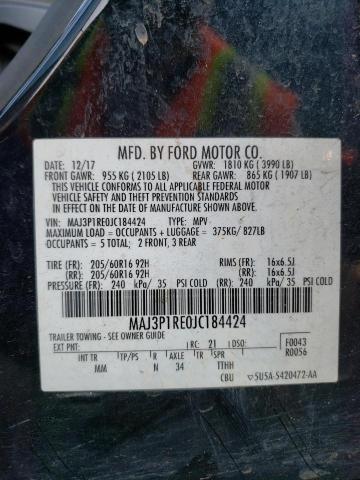 MFD. BY FORD MOTOR CO.
DATE: 12/17 GVWR: 1810 KG ( 3990 LB)
FRONT GAWR: 955 KG ( 2105 LB) REAR GAWR: 865 KG ( 1907 LB)
THIS VEHICLE CONFORMS TO ALL APPLICABLE FEDERAL MOTOR
VEHICLE SAFETY AND BUMPER STANDARDS
IN EFFECT ON THE DATE OF MANUFACTURE SHOWN ABOVE.
VIN: MAJ3P1RE0JC184424 TYPE: MPV
MAXIMUM LOAD = OCCUPANTS + LUGGAGE = 375KG/ 827LB
OCCUPANTS = 5 TOTAL: 2 FRONT, 3 REAR
TIRE (FR): 205/60R16 92H RIMS (FR): 16x6.5J
(RR): 205/60R16 92H (RR): 16x6.5J
PRESSURE (FR): 240 kPa/ 35 PSI COLD (RR): 240 kPa/ 35 PSI COLD
MAJ3P1RE0JC184424
TRAILER TOWING - SEE OWNERS GUIDE
EXT PNT: RC: 21 DSO: F0043
R0056
INT TR TP/PS R AXLE TR SPR
MM N 34 TTHH
CBU 5USA-S420472-AA